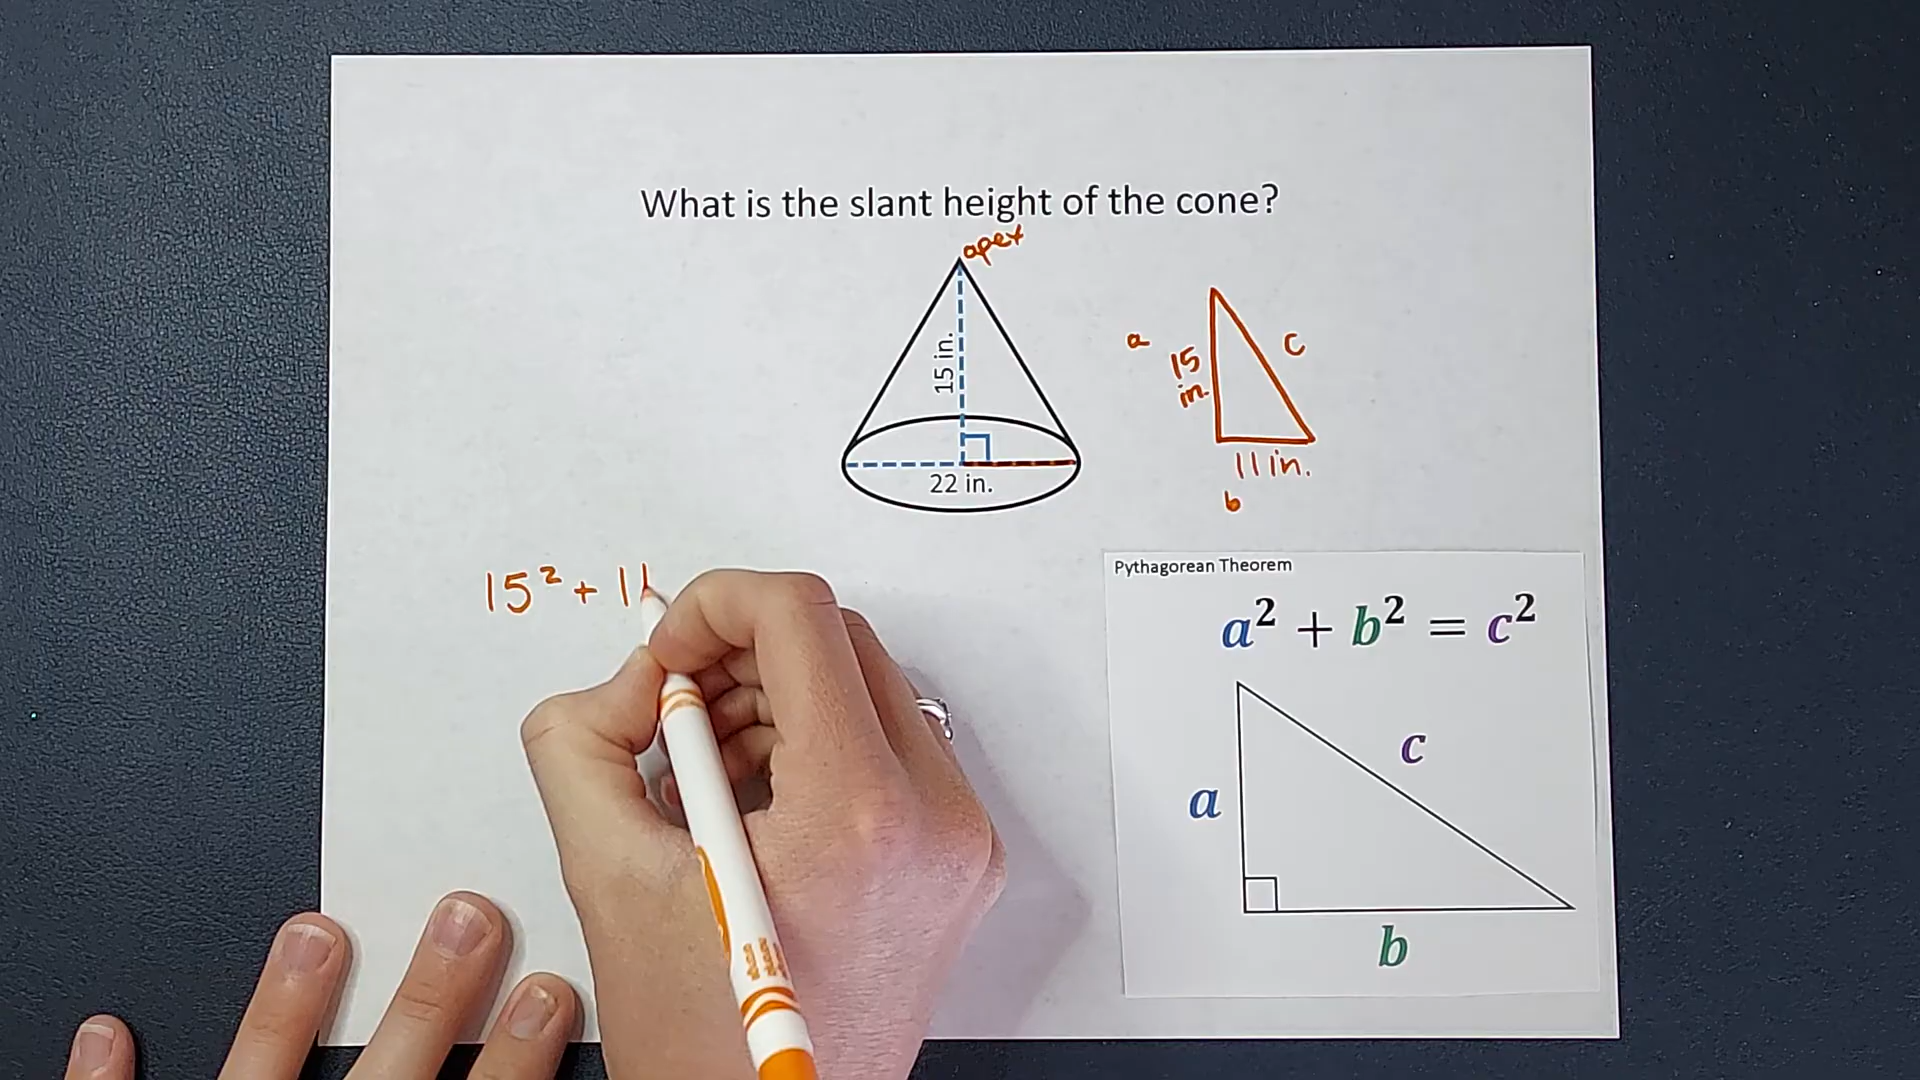 What is the slant height of the cone?
apex
15 in.
22 in.
a
15
in.
c
11 in.
b
15² + 11
Pythagorean Theorem
a² + b² = c²
a
c
b